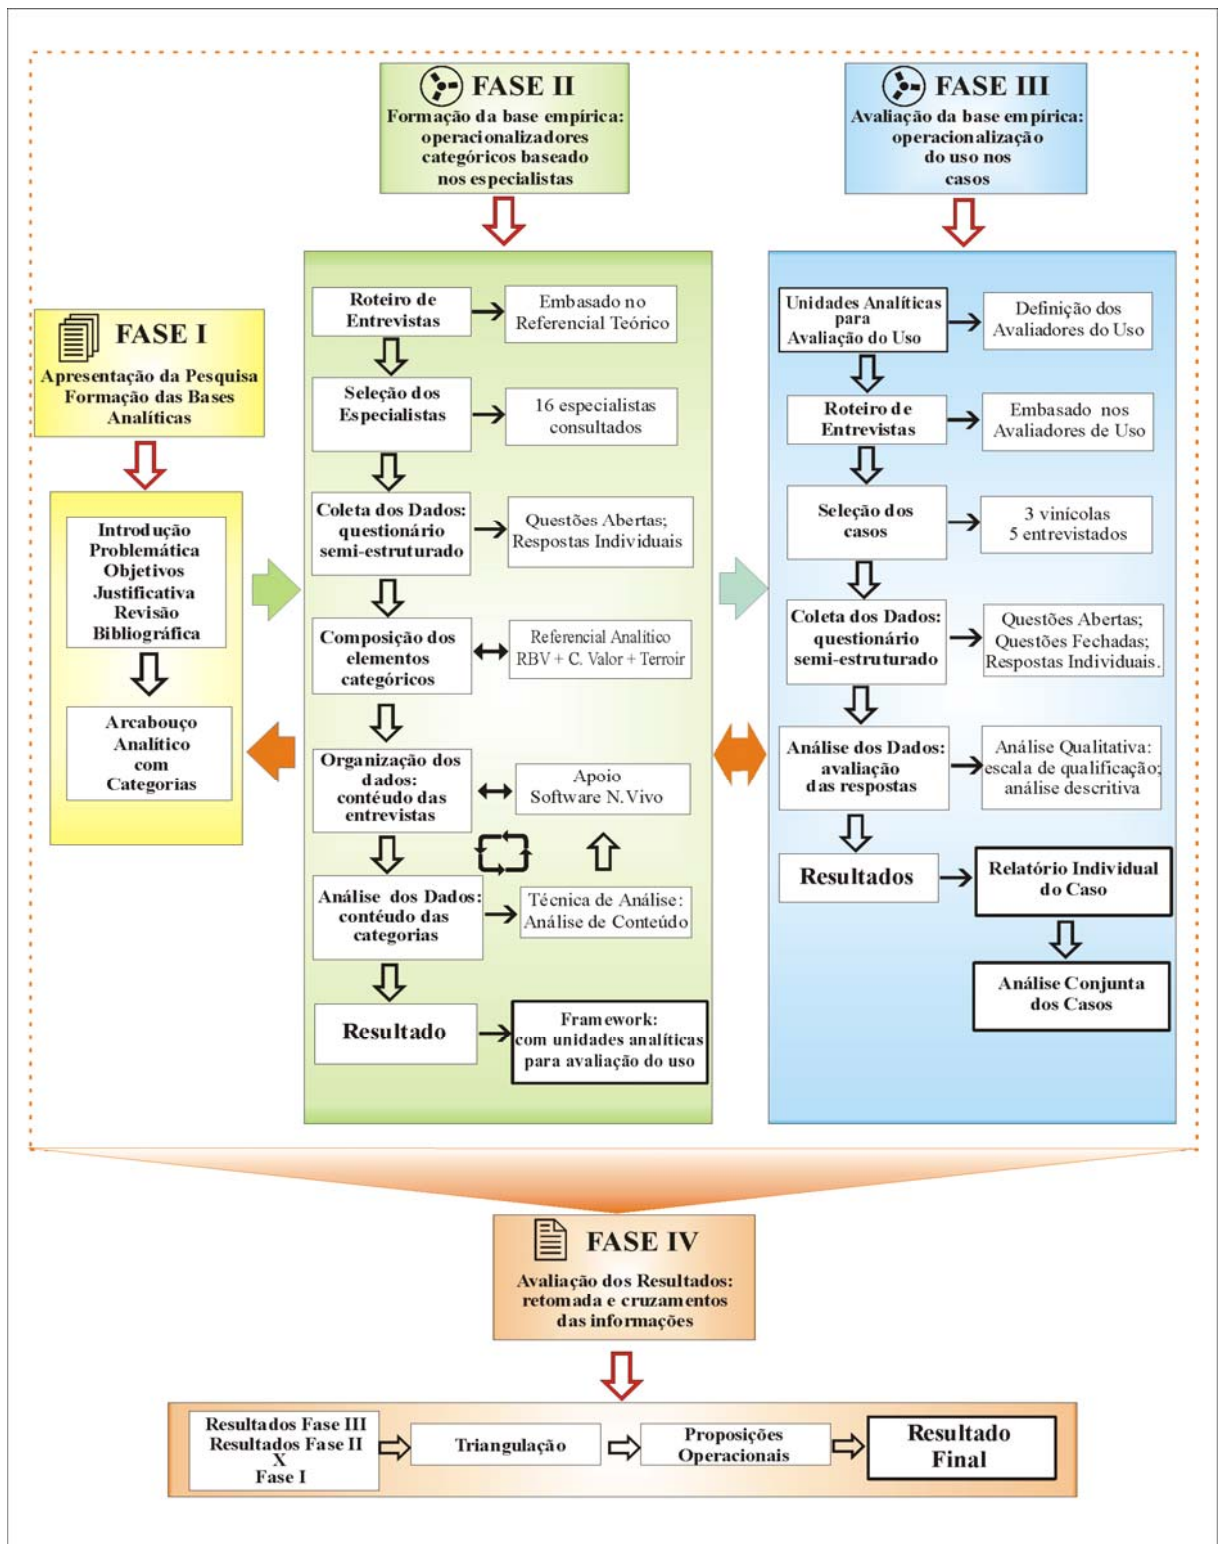 FASE I
Apresentação da Pesquisa
Formação das Bases
Analíticas
Introdução
Problemática
Objetivos
Justificativa
Revisão
Bibliográfica
Arcabouço
Analítico
com
Categorias
FASE II
Formação da base empírica:
operacionalizadores
categóricos baseado
nos especialistas
Roteiro de
Entrevistas
Embasado no
Referencial Teórico
Seleção dos
Especialistas
16 especialistas
consultados
Coleta dos Dados:
questionário
semi-estruturado
Questões Abertas;
Respostas Individuais
Composição dos
elementos
categóricos
Referencial Analítico
RBV + C. Valor + Terroir
Organização dos
dados:
contéudo das
entrevistas
Apoio
Software N.Vivo
Análise dos Dados:
contéudo das
categorias
Técnica de Análise:
Análise de Conteúdo
Resultado
Framework:
com unidades analíticas
para avaliação do uso
FASE III
Avaliação da base empírica:
operacionalização
do uso nos
casos
Unidades Analíticas
para
Avaliação do Uso
Definição dos
Avaliadores do Uso
Roteiro de
Entrevistas
Embasado nos
Avaliadores de Uso
Seleção dos
casos
3 vinícolas
5 entrevistados
Coleta dos Dados:
questionário
semi-estruturado
Questões Abertas;
Questões Fechadas;
Respostas Individuais.
Análise dos Dados:
avaliação
das respostas
Análise Qualitativa:
escala de qualificação;
análise descritiva
Resultados
Relatório Individual
do Caso
Análise Conjunta
dos Casos
FASE IV
Avaliação dos Resultados:
retomada e cruzamentos
das informações
Resultados Fase III
Resultados Fase II
X
Fase I
Triangulação
Proposições
Operacionais
Resultado
Final